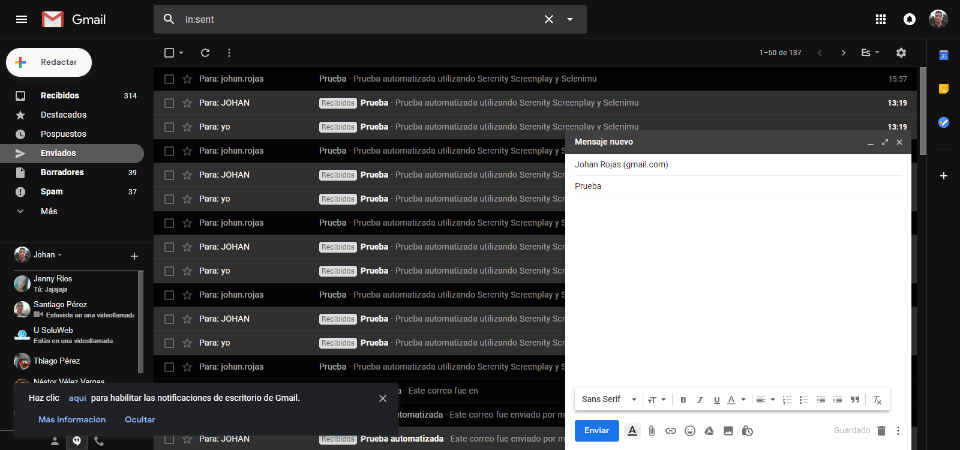 Gmail
in:sent
Redactar
1–50 de 137
Es
Recibidos 314
Destacados
Pospuestos
Enviados
Borradores 39
Spam 37
Más
Johan
Jenny Ríos
Tú: Jajajaja
Santiago Pérez
Estuviste en una videollamada
U SoluWeb
Estás en una videollamada.
Thiago Pérez
Néstor Vélez Vargas
Para: johan.rojas Prueba - Prueba automatizada utilizando Serenity Screenplay y Selenimu 15:57
Para: JOHAN Recibidos Prueba - Prueba automatizada utilizando Serenity Screenplay y Selenimu 13:19
Para: yo Recibidos Prueba - Prueba automatizada utilizando Serenity Screenplay y Selenimu 13:19
Para: johan.rojas Prueba - Prueba automatizada utilizando Serenity Screenplay y S
Para: JOHAN Recibidos Prueba - Prueba automatizada utilizando Serenity S
Para: yo Recibidos Prueba - Prueba automatizada utilizando Serenity S
Para: johan.rojas Prueba - Prueba automatizada utilizando Serenity Screenplay y S
Para: JOHAN Recibidos Prueba - Prueba automatizada utilizando Serenity S
Para: yo Recibidos Prueba - Prueba automatizada utilizando Serenity S
Para: johan.rojas Prueba - Prueba automatizada utilizando Serenity Screenplay y S
Para: JOHAN Recibidos Prueba - Prueba automatizada utilizando Serenity S
Para: yo Recibidos Prueba - Prueba automatizada utilizando Serenity S
Para: johan.rojas Prueba - Prueba automatizada utilizando Serenity Screenplay y S
- Este correo fue en
automatizada - Este correo fue enviado por m
Para: JOHAN Recibidos Prueba automatizada - Este correo fue enviado por m
Haz clic aquí para habilitar las notificaciones de escritorio de Gmail.
Más información Ocultar
Mensaje nuevo
Johan Rojas (gmail.com)
Prueba
Sans Serif
Enviar
Guardado